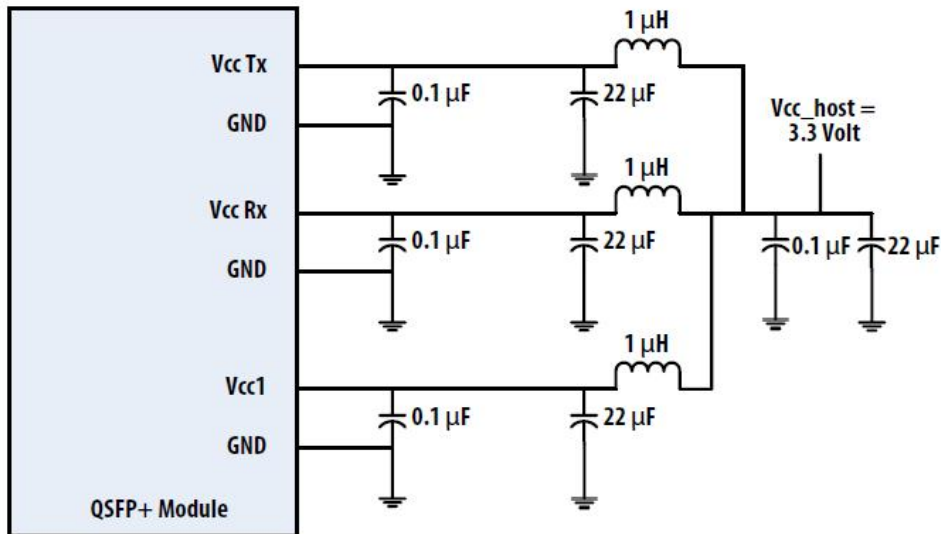 1 μH
Vcc Tx
0.1 μF
22 μF
GND
Vcc_host =
3.3 Volt
1 μH
Vcc Rx
0.1 μF
22 μF
0.1 μF
22 μF
GND
1 μH
Vcc1
0.1 μF
22 μF
GND
QSFP+ Module